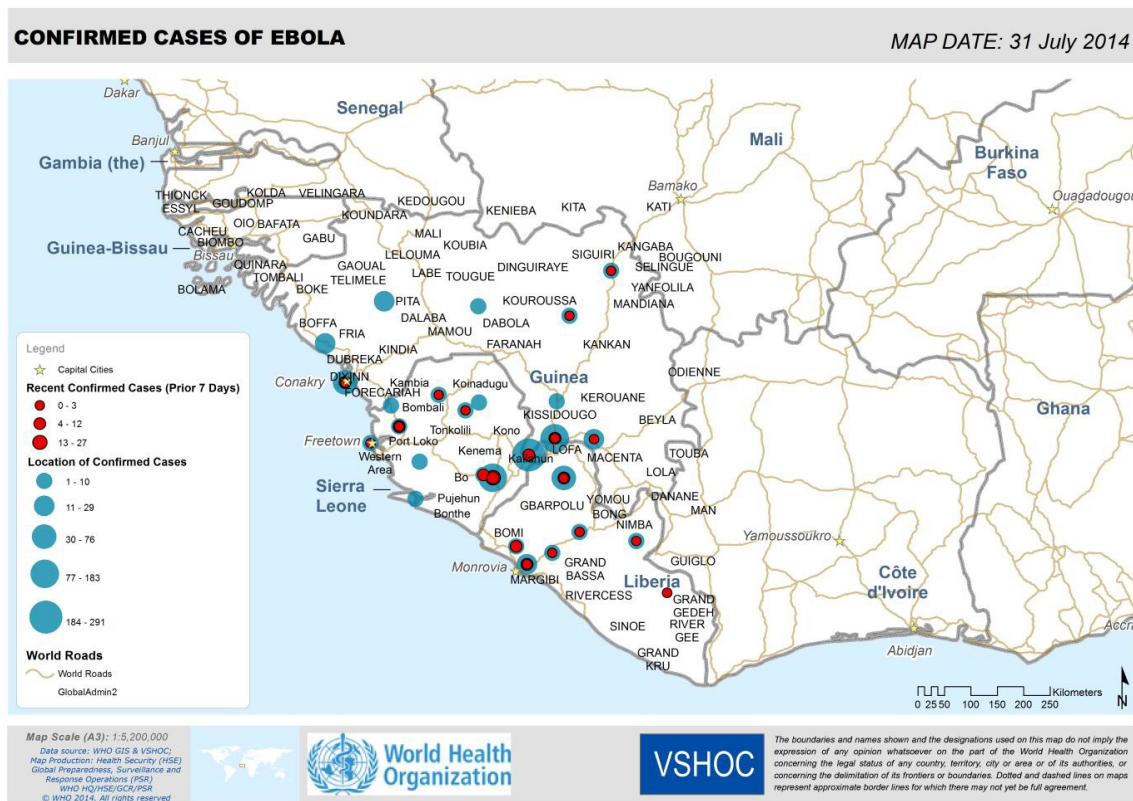 CONFIRMED CASES OF EBOLA
MAP DATE: 31 July 2014
Dakar
Senegal
Mali
Banjul
Gambia (the)
Burkina
Faso
Bamako
Ouagadougou
THIONCK
ESSYL
KOLDA
GOUDOMP
VELINGARA
KEDOUGOU
KENIEBA
KITA
KATI
OIO
BAFATA
KOUNDARA
CACHEU
BIOMBO
GABU
MALI
KOUBIA
Guinea-Bissau
Bissau
LELOUMA
SIGUIRI
KANGABA
BOUGOUNI
QUINARA
TOMBALI
GAOUAL
TELIMELE
LABE
TOUGUE
DINGUIRAYE
SELINGUE
YANFOLILA
BOLAMA
BOKE
PITA
KOUROUSSA
MANDIANA
BOFFA
FRIA
DALABA
MAMOU
DABOLA
FARANAH
KANKAN
KINDIA
DUBREKA
Conakry
DIXINN
FORECARIAH
Kambia
Koinadugu
Guinea
ODIENNE
Bombali
KISSIDOUGO
KEROUANE
Ghana
BEYLA
Freetown
Port Loko
Tonkolili
Kono
Western
Area
Kenema
Kailahun
LOFA
MACENTA
TOUBA
LOLA
Sierra
Leone
Bo
Pujehun
Bonthe
GBARPOLU
YOMOU
BONG
DANANE
MAN
NIMBA
BOMI
Yamoussoukro
Monrovia
MARGIBI
GRAND
BASSA
GUIGLO
Liberia
Côte
d'Ivoire
RIVERCESS
GRAND
GEDEH
RIVER
GEE
SINOE
GRAND
KRU
Abidjan
Accra
Legend
Capital Cities
Recent Confirmed Cases (Prior 7 Days)
0 - 3
4 - 12
13 - 27
Location of Confirmed Cases
1 - 10
11 - 29
30 - 76
77 - 183
184 - 291
World Roads
World Roads
GlobalAdmin2
Kilometers
0 25 50 100 150 200 250
N
Map Scale (A3): 1:5,200,000
Data source: WHO GIS & VSHOC;
Map Production: Health Security (HSE)
Global Preparedness, Surveillance and
Response Operations (PSR)
WHO HQ/HSE/GCR/PSR
© WHO 2014. All rights reserved
World Health
Organization
VSHOC
The boundaries and names shown and the designations used on this map do not imply the
expression of any opinion whatsoever on the part of the World Health Organization
concerning the legal status of any country, territory, city or area or of its authorities, or
concerning the delimitation of its frontiers or boundaries. Dotted and dashed lines on maps
represent approximate border lines for which there may not yet be full agreement.